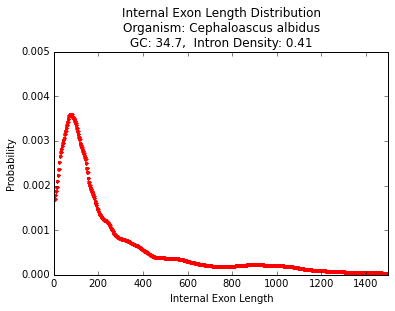 Internal Exon Length Distribution
Organism: Cephaloascus albidus
GC: 34.7,  Intron Density: 0.41
0.005
0.004
0.003
0.002
0.001
0.000
Probability
0 200 400 600 800 1000 1200 1400
Internal Exon Length